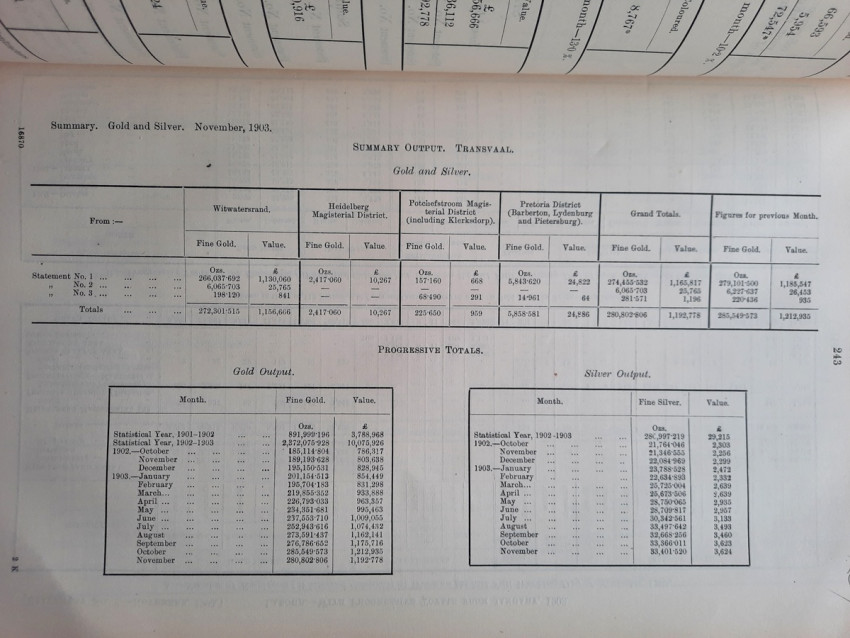 Summary. Gold and Silver. November, 1903.
16870
SUMMARY OUTPUT. TRANSVAAL.
Gold and Silver.
From :— Witwatersrand. Heidelberg Magisterial District. Potchefstroom Magisterial District (including Klerksdorp). Pretoria District (Barberton, Lydenburg and Pietersburg). Grand Totals. Figures for previous Month.
Fine Gold. Value. Fine Gold. Value Fine Gold. Value. Fine Gold. Value. Fine Gold. Value. Fine Gold. Value.
Ozs. £ Ozs. £ Ozs. £ Ozs. £ Ozs. £ Ozs. £
Statement No. 1 ... ... ... ... 266,037·692 1,130,060 2,417·060 10,267 157·160 668 5,843·620 24,822 274,455·532 1,165,817 279,101·500 1,185,547
„ No. 2 ... ... ... ... 6,065·703 25,765 — — — — — — 6,065·703 25,765 6,227·637 26,453
„ No. 3 ... ... ... ... 198·120 841 — — 68·490 291 14·961 64 281·571 1,196 220·436 935
Totals ... ... ... 272,301·515 1,156,666 2,417·060 10,267 225·650 959 5,858·581 24,886 280,802·806 1,192,778 285,549·573 1,212,935
243
PROGRESSIVE TOTALS.
Gold Output.
Month. Fine Gold. Value.
Ozs. £
Statistical Year, 1901-1902 ... ... 891,999·196 3,788,968
Statistical Year, 1902-1903 ... ... 2,372,075·928 10,075,926
1902.—October ... ... ... ... 185,114·804 786,317
November ... ... ... ... 189,193·628 803,638
December ... ... ... ... 195,150·531 828,945
1903.—January ... ... ... ... 201,154·512 854,449
February ... ... ... ... 195,704·183 831,298
March... ... ... ... ... 219,855·352 933,888
April ... ... ... ... ... 226,793·033 963,357
May ... ... ... ... ... 234,351·681 995,463
June ... ... ... ... ... 237,553·710 1,009,055
July ... ... ... ... ... 252,943·616 1,074,432
August ... ... ... ... 273,591·437 1,162,141
September ... ... ... ... 276,786·652 1,175,716
October ... ... ... ... 285,549·573 1,212,935
November ... ... ... ... 280,802·806 1,192·778
Silver Output.
Month. Fine Silver. Value.
Ozs. £
Statistical Year, 1902-1903 ... ... 280,997·219 29,215
1902.—October ... ... ... ... 21,764·046 2,303
November ... ... ... ... 21,346·555 2,256
December ... ... ... ... 22,084·969 2,299
1903.—January ... ... ... ... 23,788·528 2,472
February ... ... ... ... 22,634·893 2,332
March... ... ... ... ... 25,725·004 2,639
April ... ... ... ... ... 25,673·506 2,639
May ... ... ... ... ... 28,750·065 2,935
June ... ... ... ... ... 28,709·817 2,957
July ... ... ... ... ... 30,342·561 3,133
August ... ... ... ... 33,497·642 3,493
September ... ... ... ... 32,668·256 3,460
October ... ... ... ... 33,366·011 3,623
November ... ... ... ... 33,401·520 3,624